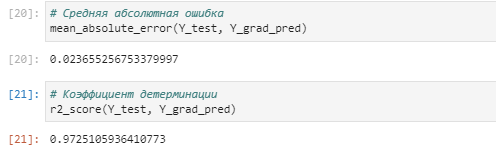 [20]: # Средняя абсолютная ошибка
mean_absolute_error(Y_test, Y_grad_pred)
[20]: 0.023655256753379997
[21]: # Коэффициент детерминации
r2_score(Y_test, Y_grad_pred)
[21]: 0.9725105936410773